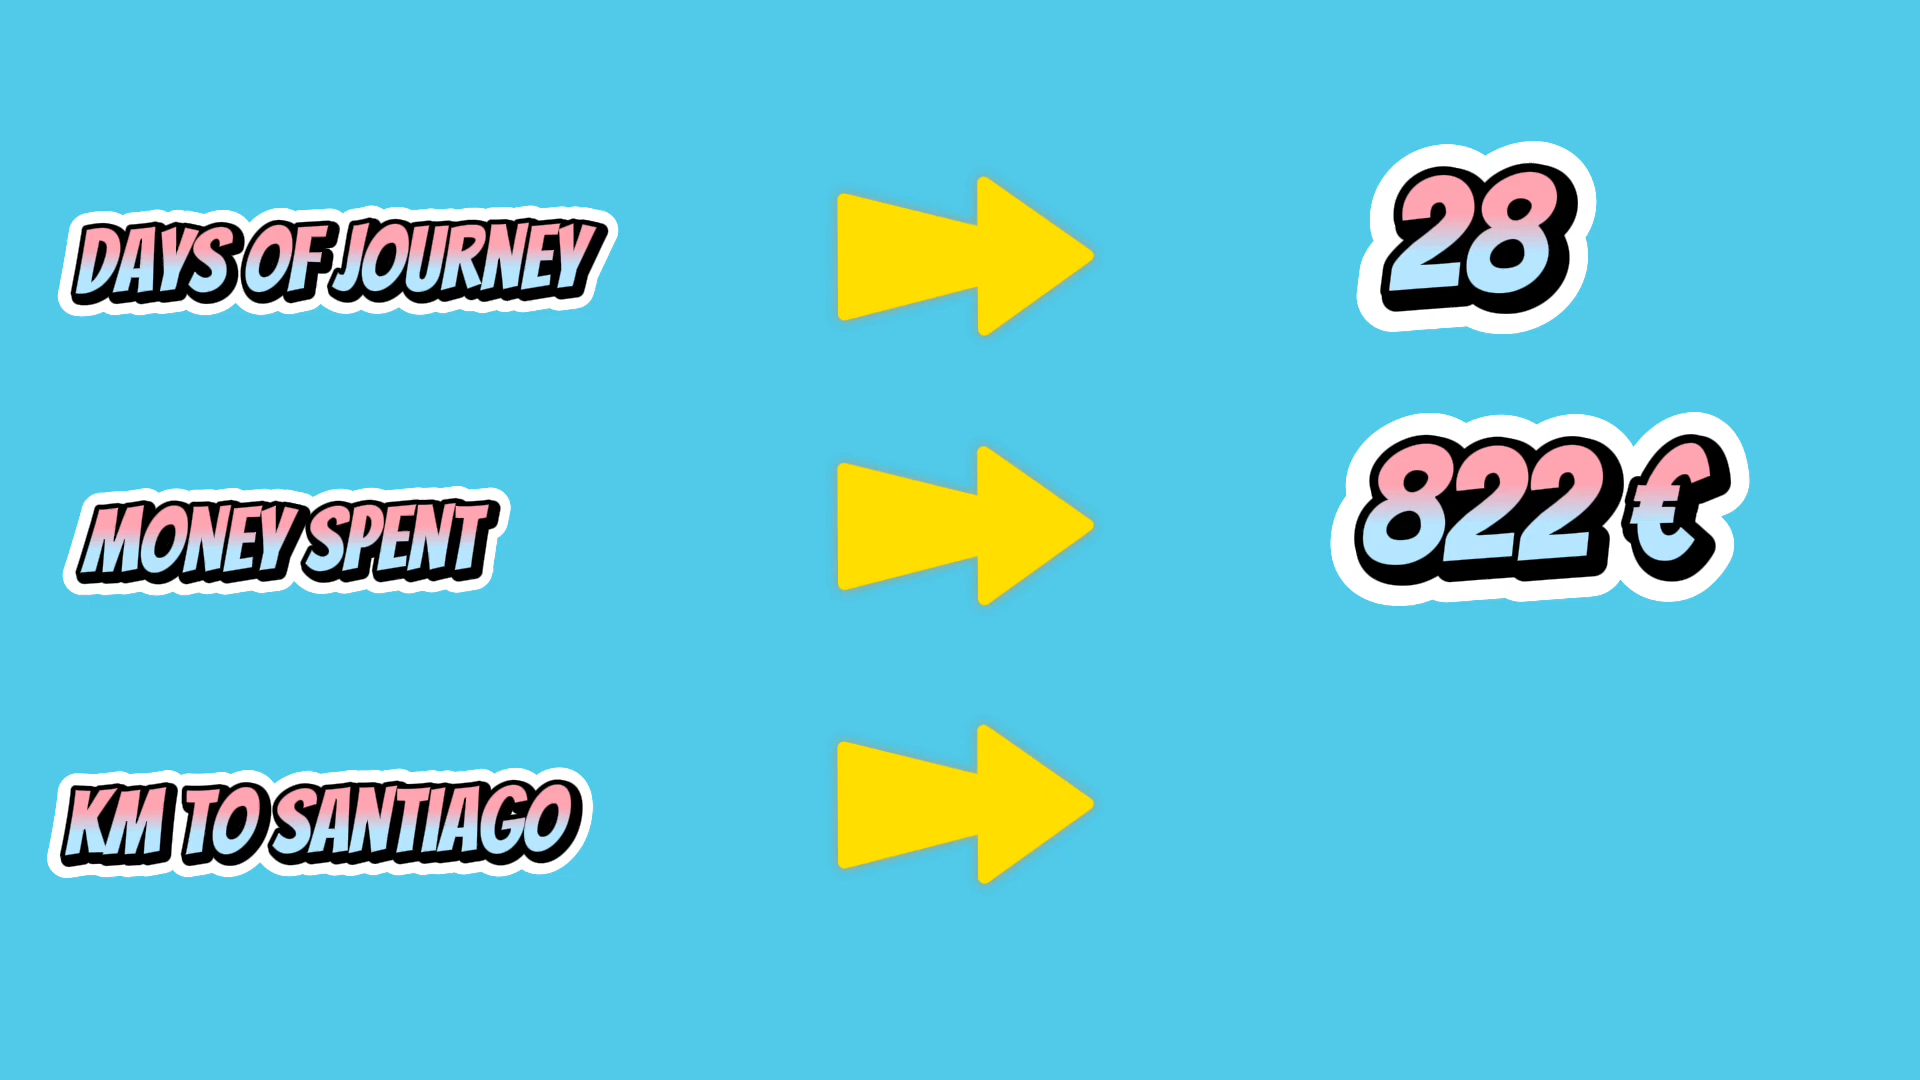 DAYS OF JOURNEY
28
MONEY SPENT
822 €
KM TO SANTIAGO